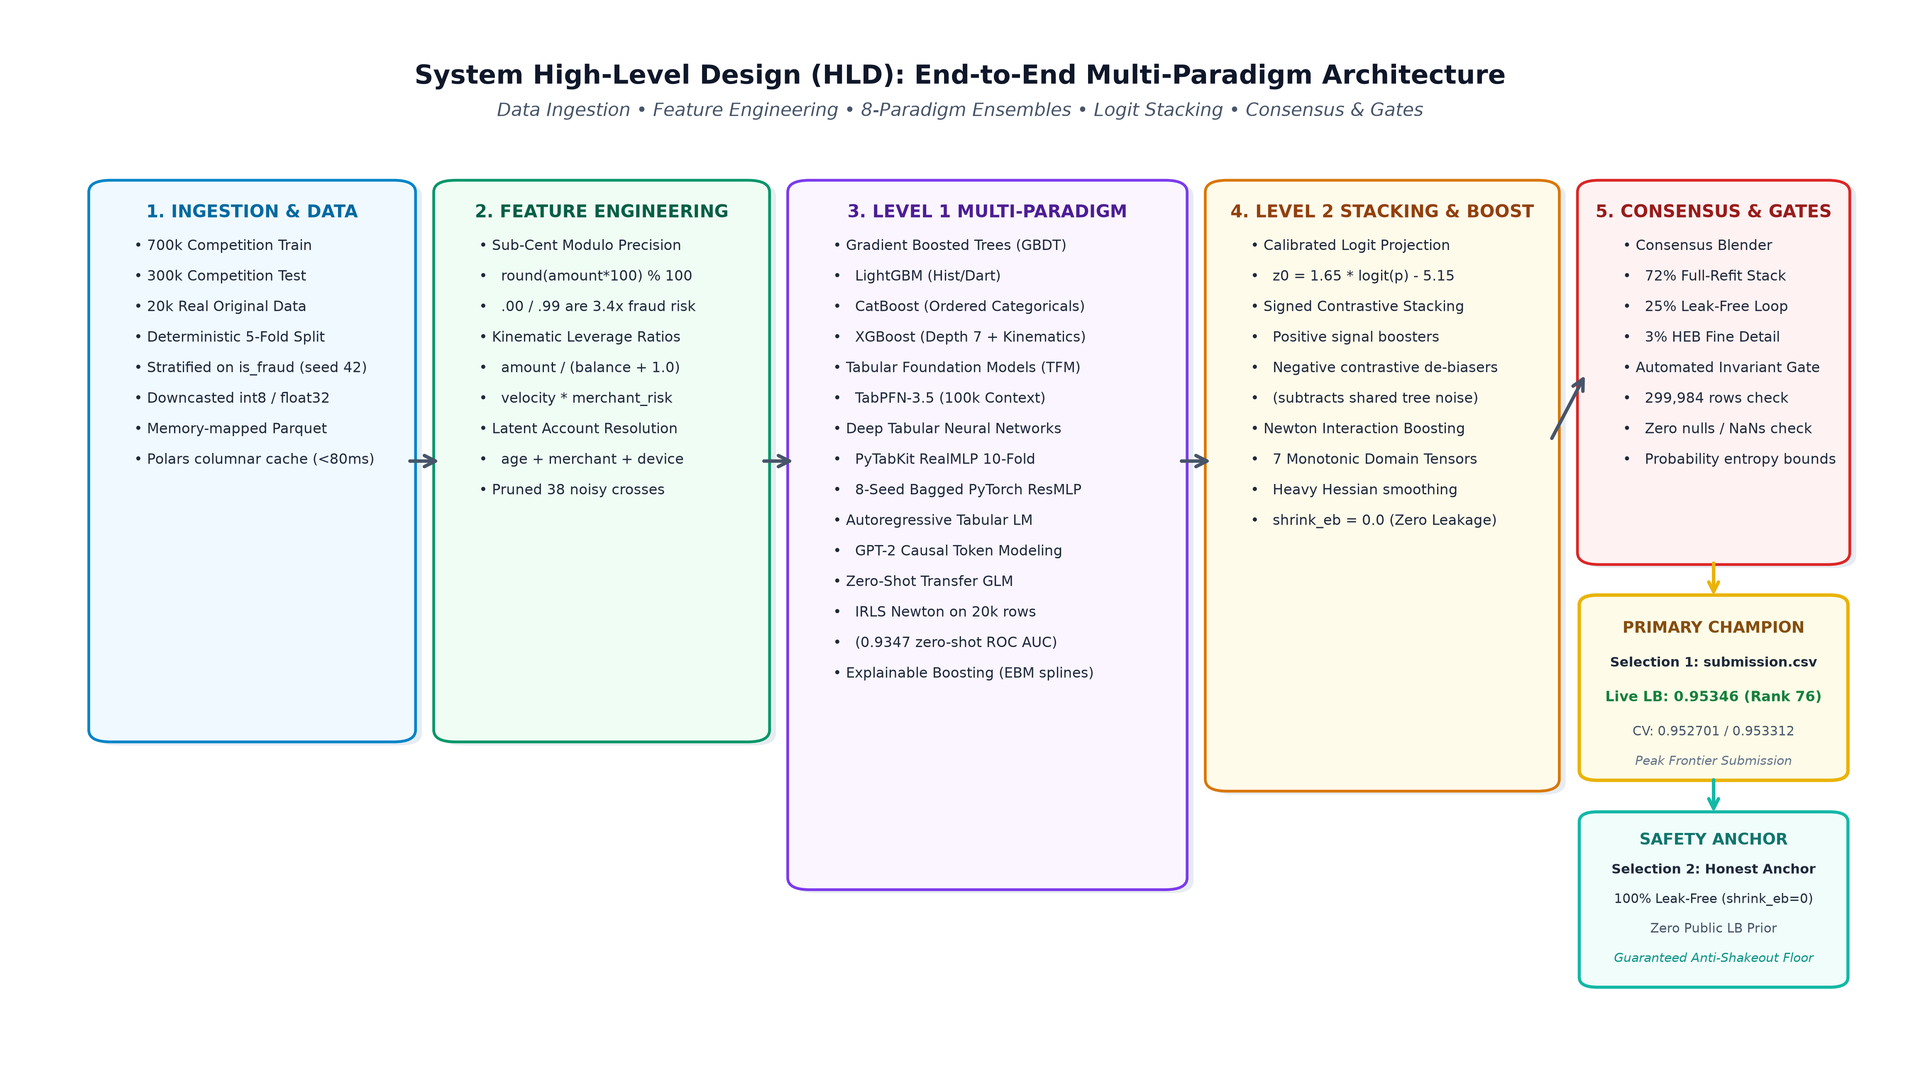 System High-Level Design (HLD): End-to-End Multi-Paradigm Architecture
Data Ingestion • Feature Engineering • 8-Paradigm Ensembles • Logit Stacking • Consensus & Gates
1. INGESTION & DATA
• 700k Competition Train
• 300k Competition Test
• 20k Real Original Data
• Deterministic 5-Fold Split
• Stratified on is_fraud (seed 42)
• Downcasted int8 / float32
• Memory-mapped Parquet
• Polars columnar cache (<80ms)
2. FEATURE ENGINEERING
• Sub-Cent Modulo Precision
•   round(amount*100) % 100
•   .00 / .99 are 3.4x fraud risk
• Kinematic Leverage Ratios
•   amount / (balance + 1.0)
•   velocity * merchant_risk
• Latent Account Resolution
•   age + merchant + device
• Pruned 38 noisy crosses
3. LEVEL 1 MULTI-PARADIGM
• Gradient Boosted Trees (GBDT)
•   LightGBM (Hist/Dart)
•   CatBoost (Ordered Categoricals)
•   XGBoost (Depth 7 + Kinematics)
• Tabular Foundation Models (TFM)
•   TabPFN-3.5 (100k Context)
• Deep Tabular Neural Networks
•   PyTabKit RealMLP 10-Fold
•   8-Seed Bagged PyTorch ResMLP
• Autoregressive Tabular LM
•   GPT-2 Causal Token Modeling
• Zero-Shot Transfer GLM
•   IRLS Newton on 20k rows
•   (0.9347 zero-shot ROC AUC)
• Explainable Boosting (EBM splines)
4. LEVEL 2 STACKING & BOOST
• Calibrated Logit Projection
•   z0 = 1.65 * logit(p) - 5.15
• Signed Contrastive Stacking
•   Positive signal boosters
•   Negative contrastive de-biasers
•   (subtracts shared tree noise)
• Newton Interaction Boosting
•   7 Monotonic Domain Tensors
•   Heavy Hessian smoothing
•   shrink_eb = 0.0 (Zero Leakage)
5. CONSENSUS & GATES
• Consensus Blender
•   72% Full-Refit Stack
•   25% Leak-Free Loop
•   3% HEB Fine Detail
• Automated Invariant Gate
•   299,984 rows check
•   Zero nulls / NaNs check
•   Probability entropy bounds
PRIMARY CHAMPION
Selection 1: submission.csv
Live LB: 0.95346 (Rank 76)
CV: 0.952701 / 0.953312
Peak Frontier Submission
SAFETY ANCHOR
Selection 2: Honest Anchor
100% Leak-Free (shrink_eb=0)
Zero Public LB Prior
Guaranteed Anti-Shakeout Floor